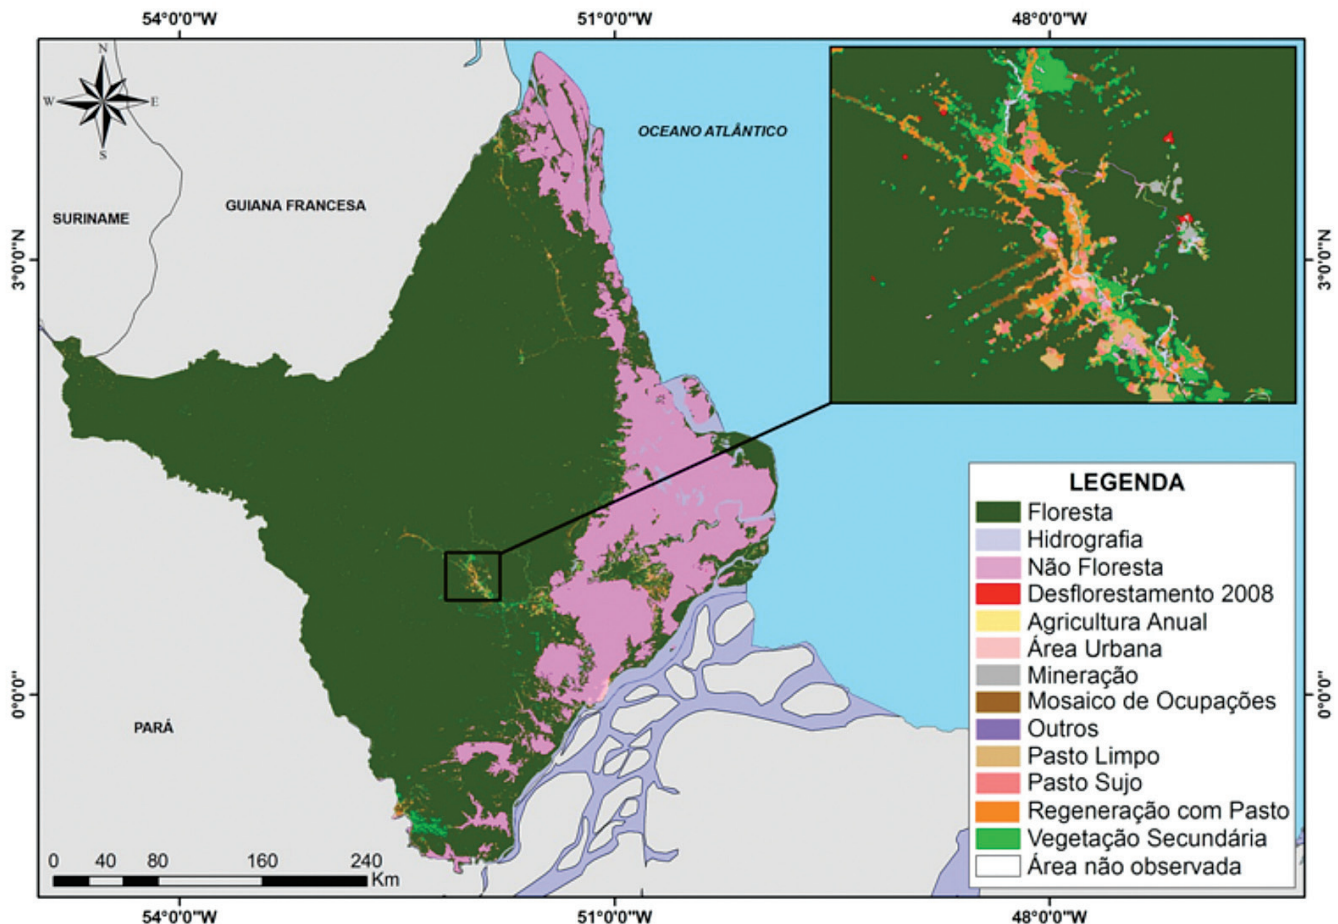 54°0'0"W
51°0'0"W
48°0'0"W
N
W
E
S
OCEANO ATLÂNTICO
SURINAME
GUIANA FRANCESA
3°0'0"N
3°0'0"N
LEGENDA
Floresta
Hidrografia
Não Floresta
Desflorestamento 2008
Agricultura Anual
Área Urbana
Mineração
Mosaico de Ocupações
Outros
Pasto Limpo
Pasto Sujo
Regeneração com Pasto
Vegetação Secundária
Área não observada
0°0'0"
0°0'0"
PARÁ
0 40 80 160 240
Km
54°0'0"W
51°0'0"W
48°0'0"W